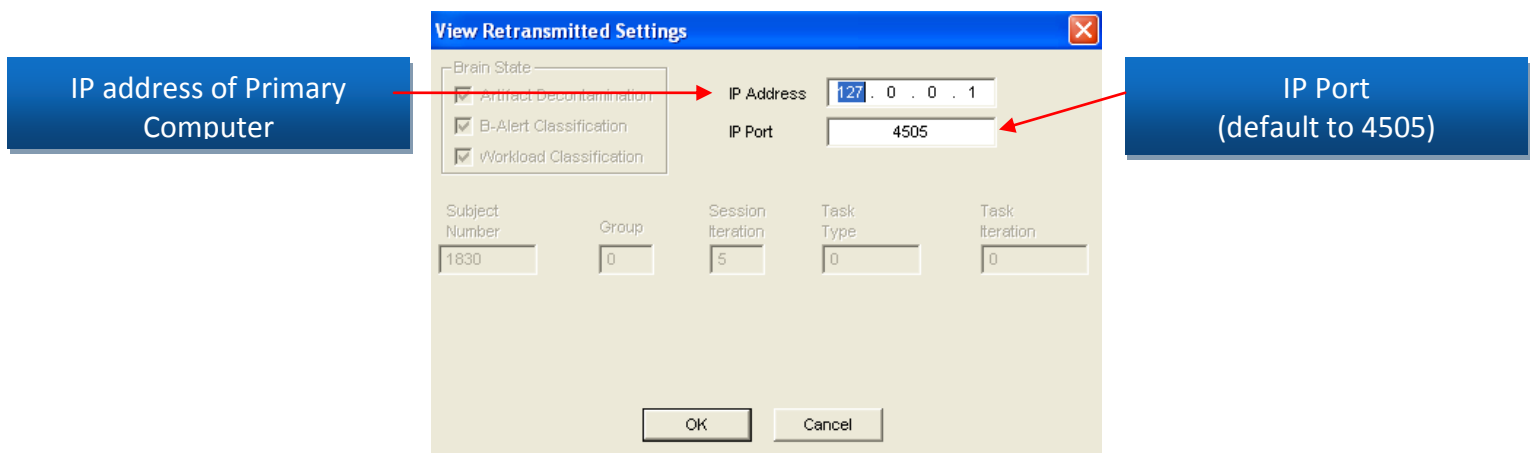 View Retransmitted Settings
IP address of Primary
Computer
Brain State
Artifact Decontamination
B-Alert Classification
Workload Classification
IP Address 127 . 0 . 0 . 1
IP Port 4505
IP Port
(default to 4505)
Subject
Number
Group
Session
Iteration
Task
Type
Task
Iteration
1830 0 5 0 0
OK Cancel